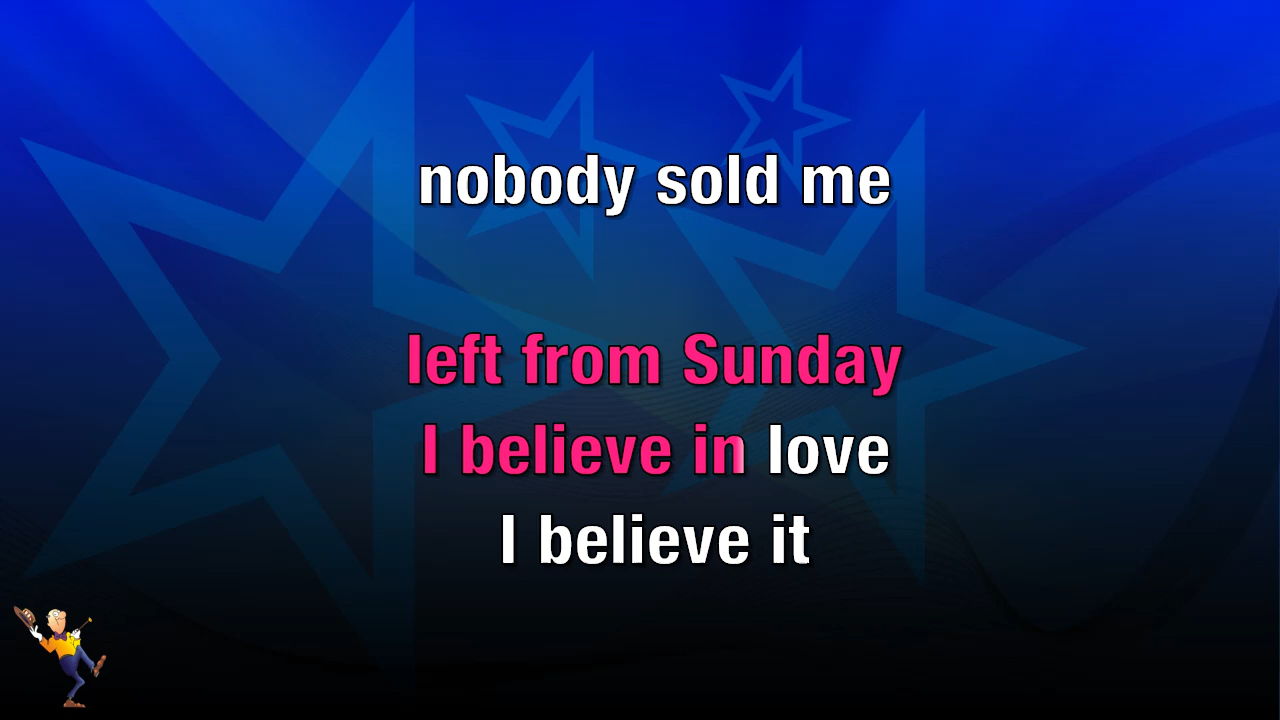 nobody sold me
left from Sunday
I believe in love
I believe it